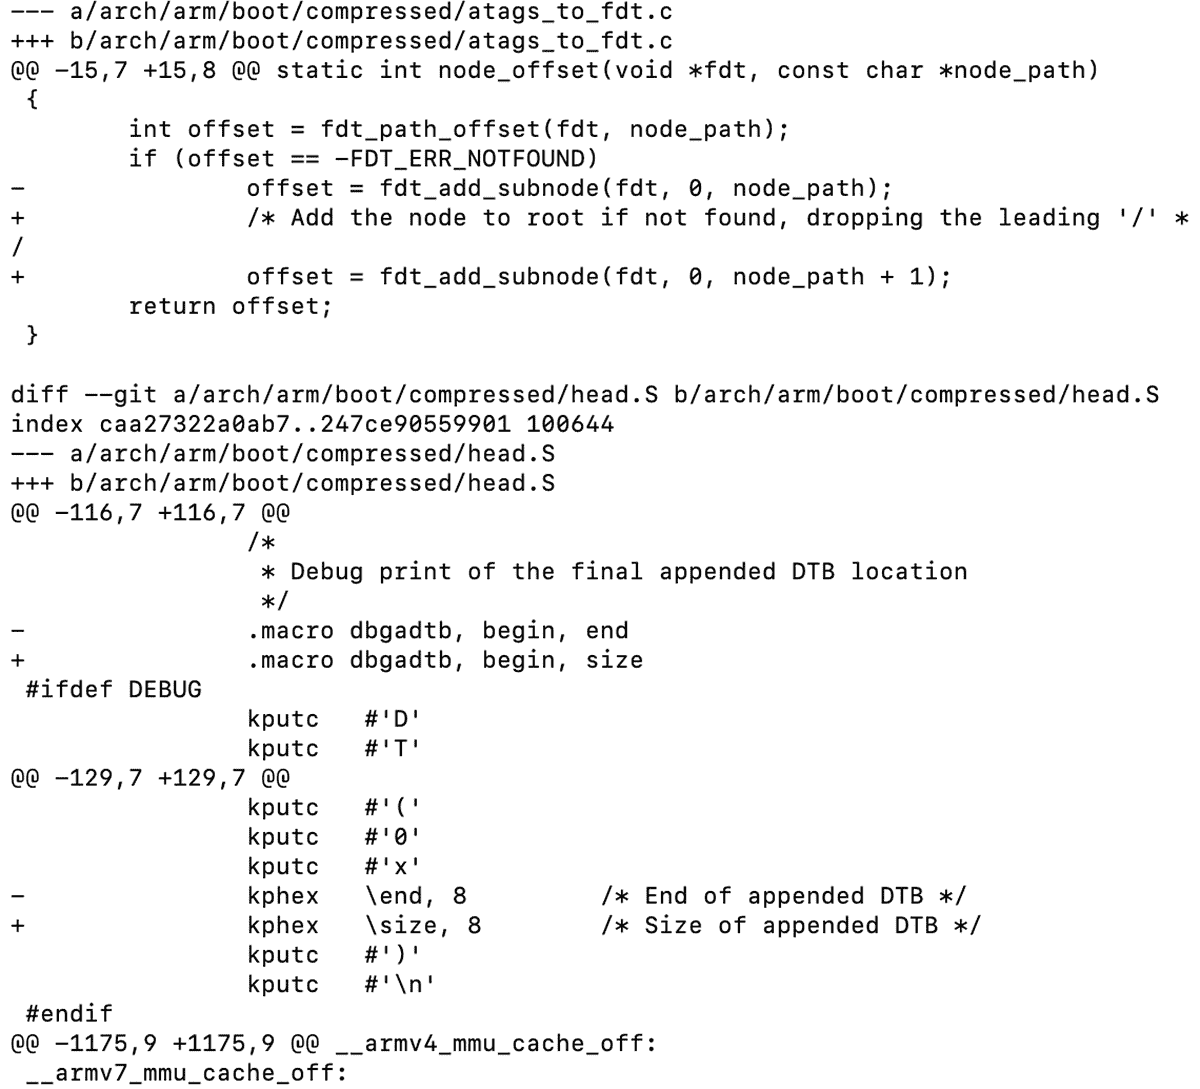 --- a/arch/arm/boot/compressed/atags_to_fdt.c
+++ b/arch/arm/boot/compressed/atags_to_fdt.c
@@ -15,7 +15,8 @@ static int node_offset(void *fdt, const char *node_path)
 {
        int offset = fdt_path_offset(fdt, node_path);
        if (offset == -FDT_ERR_NOTFOUND)
-               offset = fdt_add_subnode(fdt, 0, node_path);
+               /* Add the node to root if not found, dropping the leading '/' *
/
+               offset = fdt_add_subnode(fdt, 0, node_path + 1);
        return offset;
 }
diff --git a/arch/arm/boot/compressed/head.S b/arch/arm/boot/compressed/head.S
index caa27322a0ab7..247ce90559901 100644
--- a/arch/arm/boot/compressed/head.S
+++ b/arch/arm/boot/compressed/head.S
@@ -116,7 +116,7 @@
                /*
                 * Debug print of the final appended DTB location
                 */
-               .macro dbgadtb, begin, end
+               .macro dbgadtb, begin, size
 #ifdef DEBUG
                kputc   #'D'
                kputc   #'T'
@@ -129,7 +129,7 @@
                kputc   #'('
                kputc   #'0'
                kputc   #'x'
-               kphex   \end, 8         /* End of appended DTB */
+               kphex   \size, 8        /* Size of appended DTB */
                kputc   #')'
                kputc   #'\n'
 #endif
@@ -1175,9 +1175,9 @@ __armv4_mmu_cache_off:
 __armv7_mmu_cache_off: